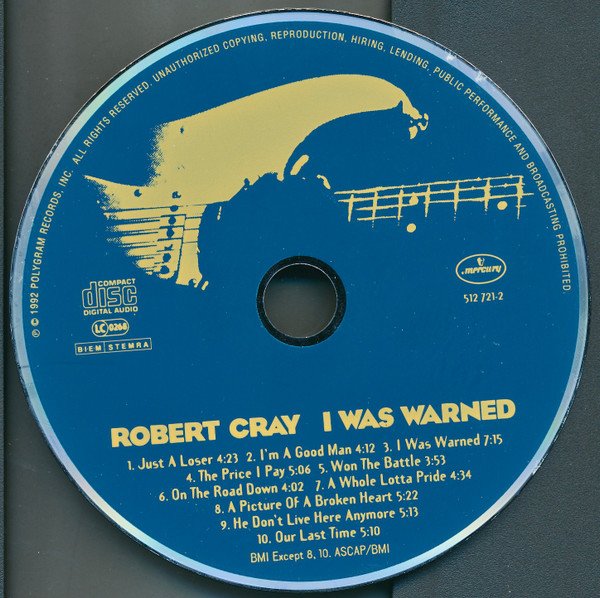 ℗ © 1992 POLYGRAM RECORDS, INC. ALL RIGHTS RESERVED. UNAUTHORIZED COPYING, REPRODUCTION, HIRING, LENDING, PUBLIC PERFORMANCE AND BROADCASTING PROHIBITED.
COMPACT
disc
DIGITAL AUDIO
LC 0268
BIEM STEMRA
mercury
512 721-2
ROBERT CRAY I WAS WARNED
1. Just A Loser 4:23 2. I'm A Good Man 4:12 3. I Was Warned 7:15
4. The Price I Pay 5:06 5. Won The Battle 3:53
6. On The Road Down 4:02 7. A Whole Lotta Pride 4:34
8. A Picture Of A Broken Heart 5:22
9. He Don't Live Here Anymore 5:13
10. Our Last Time 5:10
BMI Except 8, 10. ASCAP/BMI